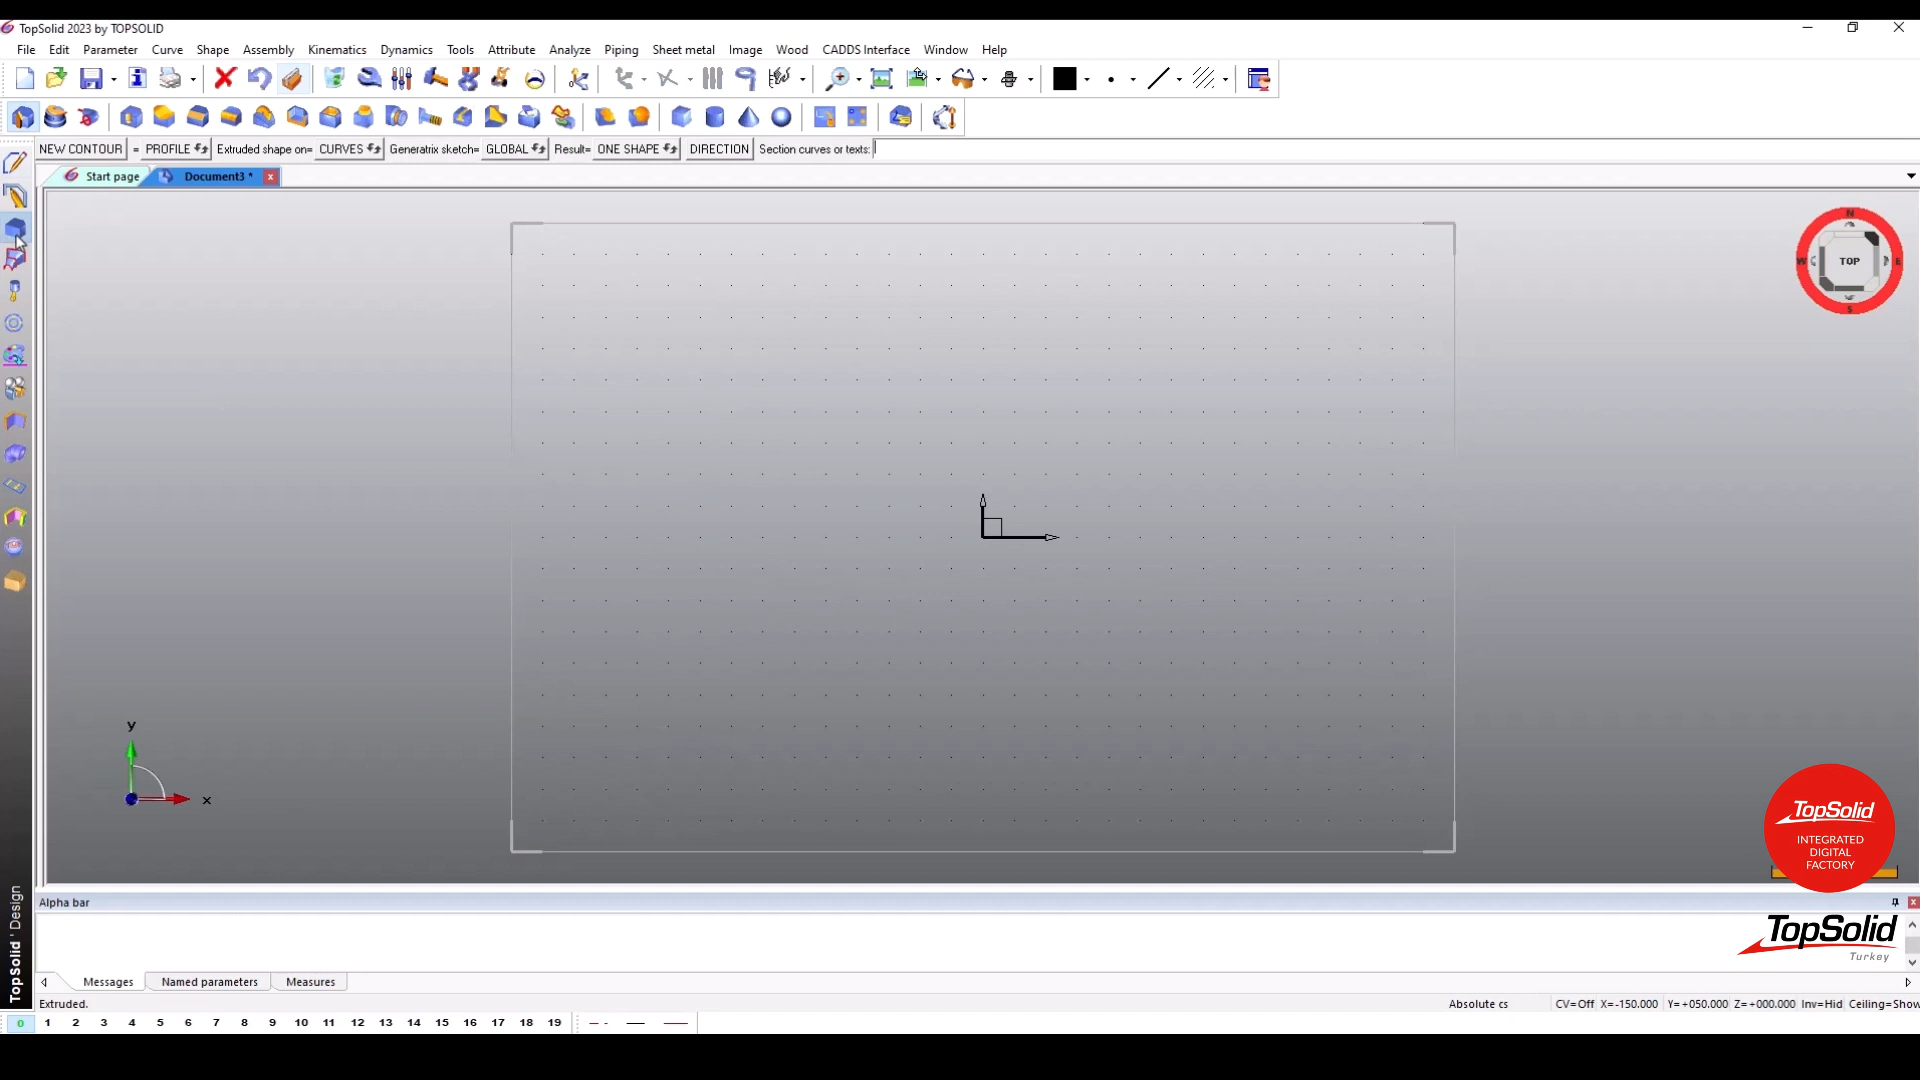 TopSolid 2023 by TOPSOLID
File Edit Parameter Curve Shape Assembly Kinematics Dynamics Tools Attribute Analyze Piping Sheet metal Image Wood CADDS Interface Window Help
NEW CONTOUR = PROFILE Extruded shape on= CURVES Generatrix sketch= GLOBAL Result= ONE SHAPE DIRECTION Section curves or texts:
Start page Document3 * x
N
W TOP E
S
y
x
TopSolid
INTEGRATED
DIGITAL
FACTORY
TopSolid ' Design
Alpha bar
TopSolid
Turkey
Messages Named parameters Measures
Extruded. Absolute cs CV=Off X=-150.000 Y=+050.000 Z=+000.000 Inv=Hid Ceiling=Show
0 1 2 3 4 5 6 7 8 9 10 11 12 13 14 15 16 17 18 19